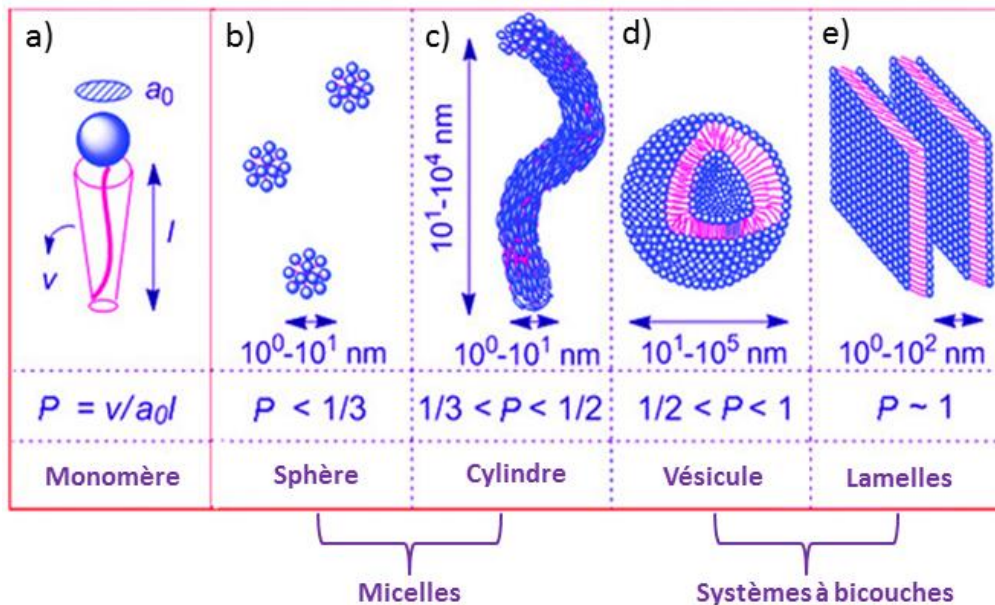 a)
a₀
l
v
P = v/a₀l
Monomère
b)
10⁰-10¹ nm
P < 1/3
Sphère
c)
10¹-10⁴ nm
10⁰-10¹ nm
1/3 < P < 1/2
Cylindre
d)
10¹-10⁵ nm
1/2 < P < 1
Vésicule
e)
10⁰-10² nm
P ~ 1
Lamelles
Micelles
Systèmes à bicouches